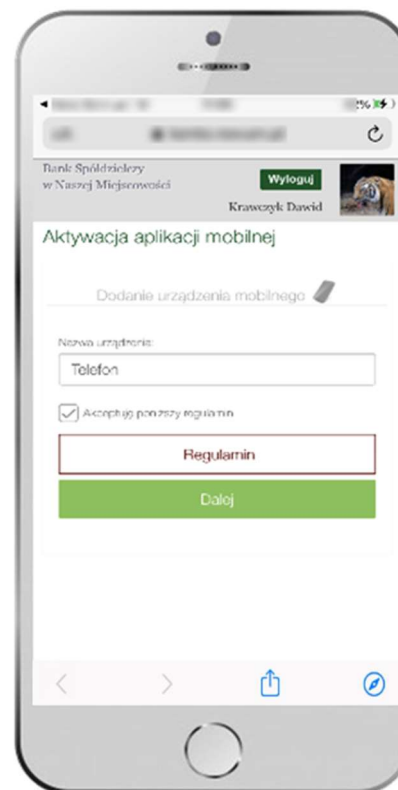 Bank Spółdzielczy
w Naszej Miejscowości
Wyloguj
Krawczyk Dawid
Aktywacja aplikacji mobilnej
Dodanie urządzenia mobilnego
Nazwa urządzenia:
Telefon
Akceptuję poniższy regulamin
Regulamin
Dalej